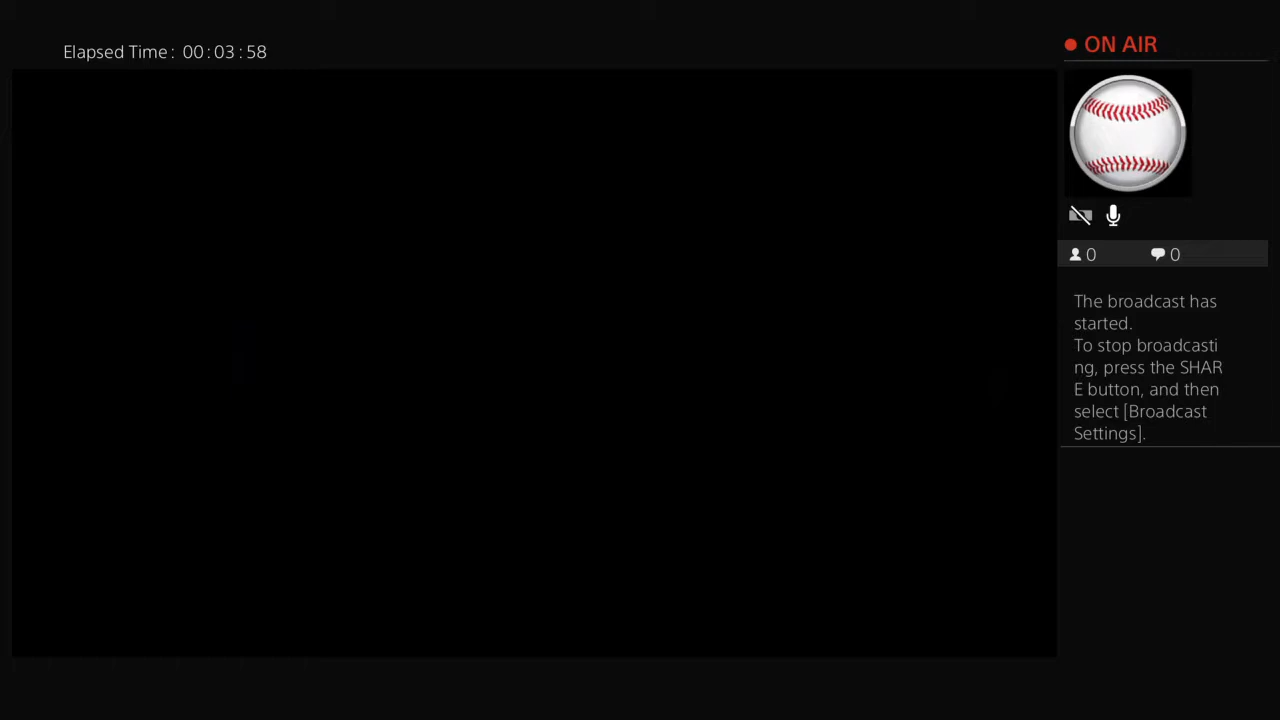 Elapsed Time: 00:03:58
ON AIR
0 0
The broadcast has
started.
To stop broadcasti
ng, press the SHAR
E button, and then
select [Broadcast
Settings].